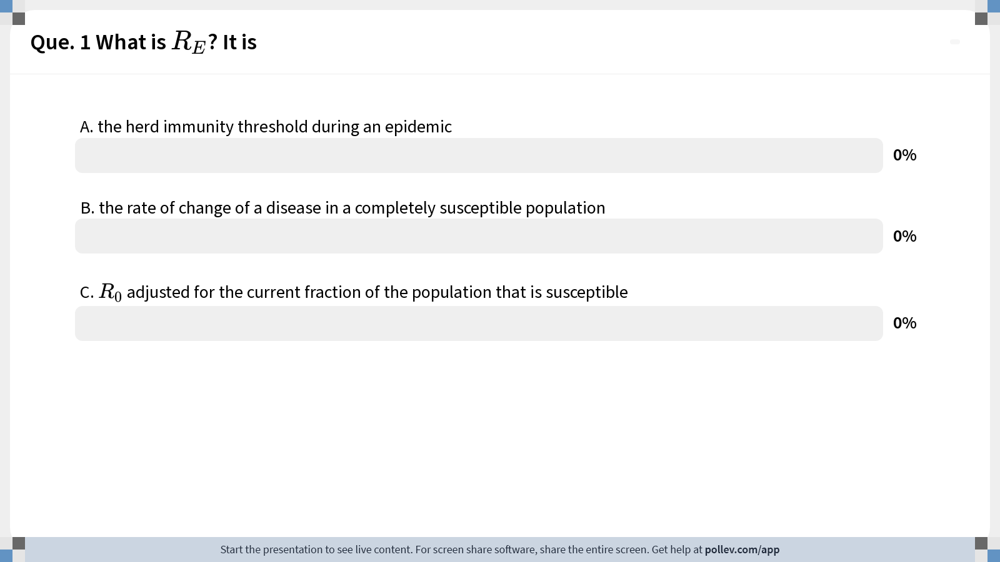 Que. 1 What is R_E? It is
A. the herd immunity threshold during an epidemic
0%
B. the rate of change of a disease in a completely susceptible population
0%
C. R_0 adjusted for the current fraction of the population that is susceptible
0%
Start the presentation to see live content. For screen share software, share the entire screen. Get help at pollev.com/app